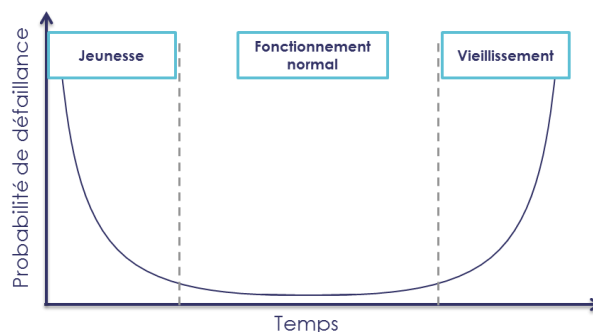 Jeunesse
Fonctionnement
normal
Vieillissement
Probabilité de défaillance
Temps